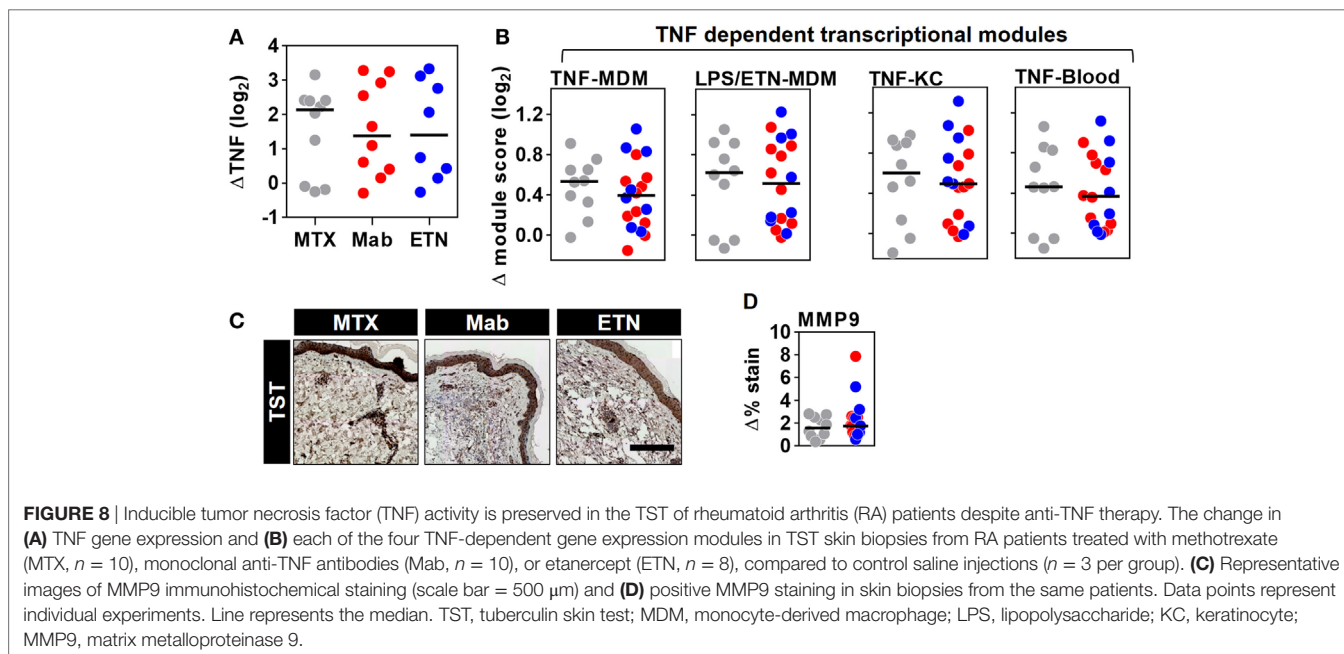 A
Δ TNF (log2)
4
3
2
1
0
-1
MTX Mab ETN
B
TNF dependent transcriptional modules
TNF-MDM LPS/ETN-MDM TNF-KC TNF-Blood
Δ module score (log2)
1.2
0.8
0.4
0.0
C
MTX Mab ETN
TST
D
MMP9
Δ% stain
10
8
6
4
2
0
FIGURE 8 | Inducible tumor necrosis factor (TNF) activity is preserved in the TST of rheumatoid arthritis (RA) patients despite anti-TNF therapy. The change in
(A) TNF gene expression and (B) each of the four TNF-dependent gene expression modules in TST skin biopsies from RA patients treated with methotrexate
(MTX, n = 10), monoclonal anti-TNF antibodies (Mab, n = 10), or etanercept (ETN, n = 8), compared to control saline injections (n = 3 per group). (C) Representative
images of MMP9 immunohistochemical staining (scale bar = 500 μm) and (D) positive MMP9 staining in skin biopsies from the same patients. Data points represent
individual experiments. Line represents the median. TST, tuberculin skin test; MDM, monocyte-derived macrophage; LPS, lipopolysaccharide; KC, keratinocyte;
MMP9, matrix metalloproteinase 9.